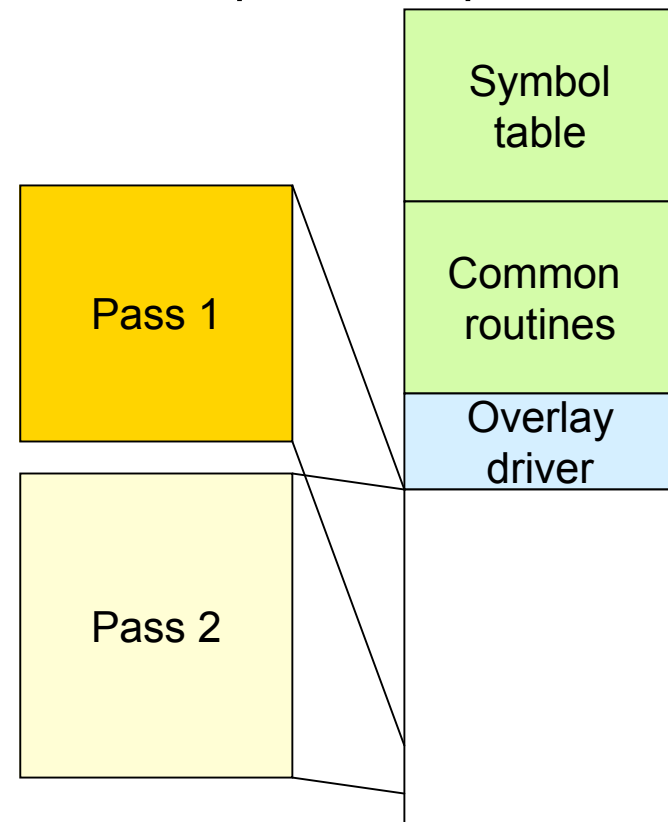 Symbol
table
Pass 1
Common
routines
Overlay
driver
Pass 2